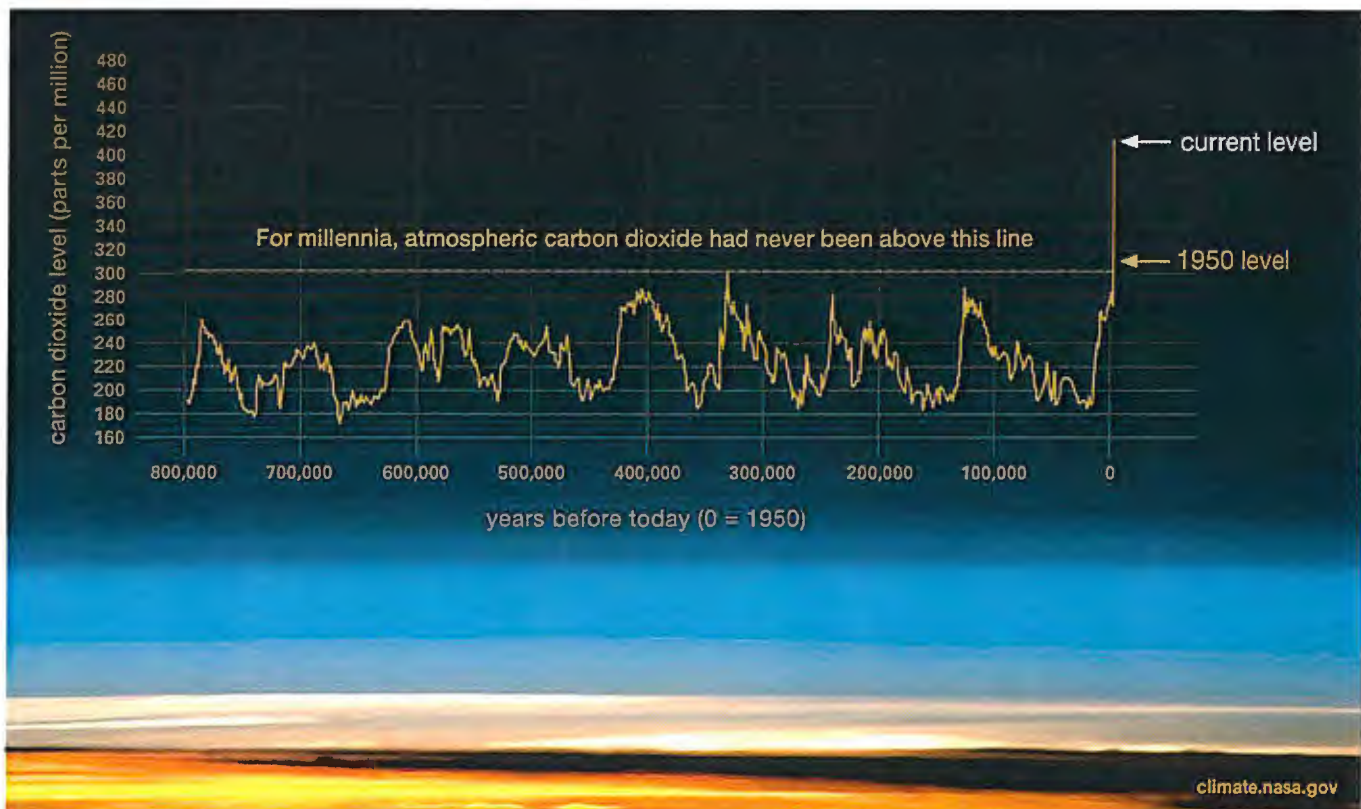 carbon dioxide level (parts per million)
480
460
440
420
400
380
360
340
320
300
280
260
240
220
200
180
160
current level
For millennia, atmospheric carbon dioxide had never been above this line
1950 level
800,000 700,000 600,000 500,000 400,000 300,000 200,000 100,000 0
years before today (0 = 1950)
climate.nasa.gov